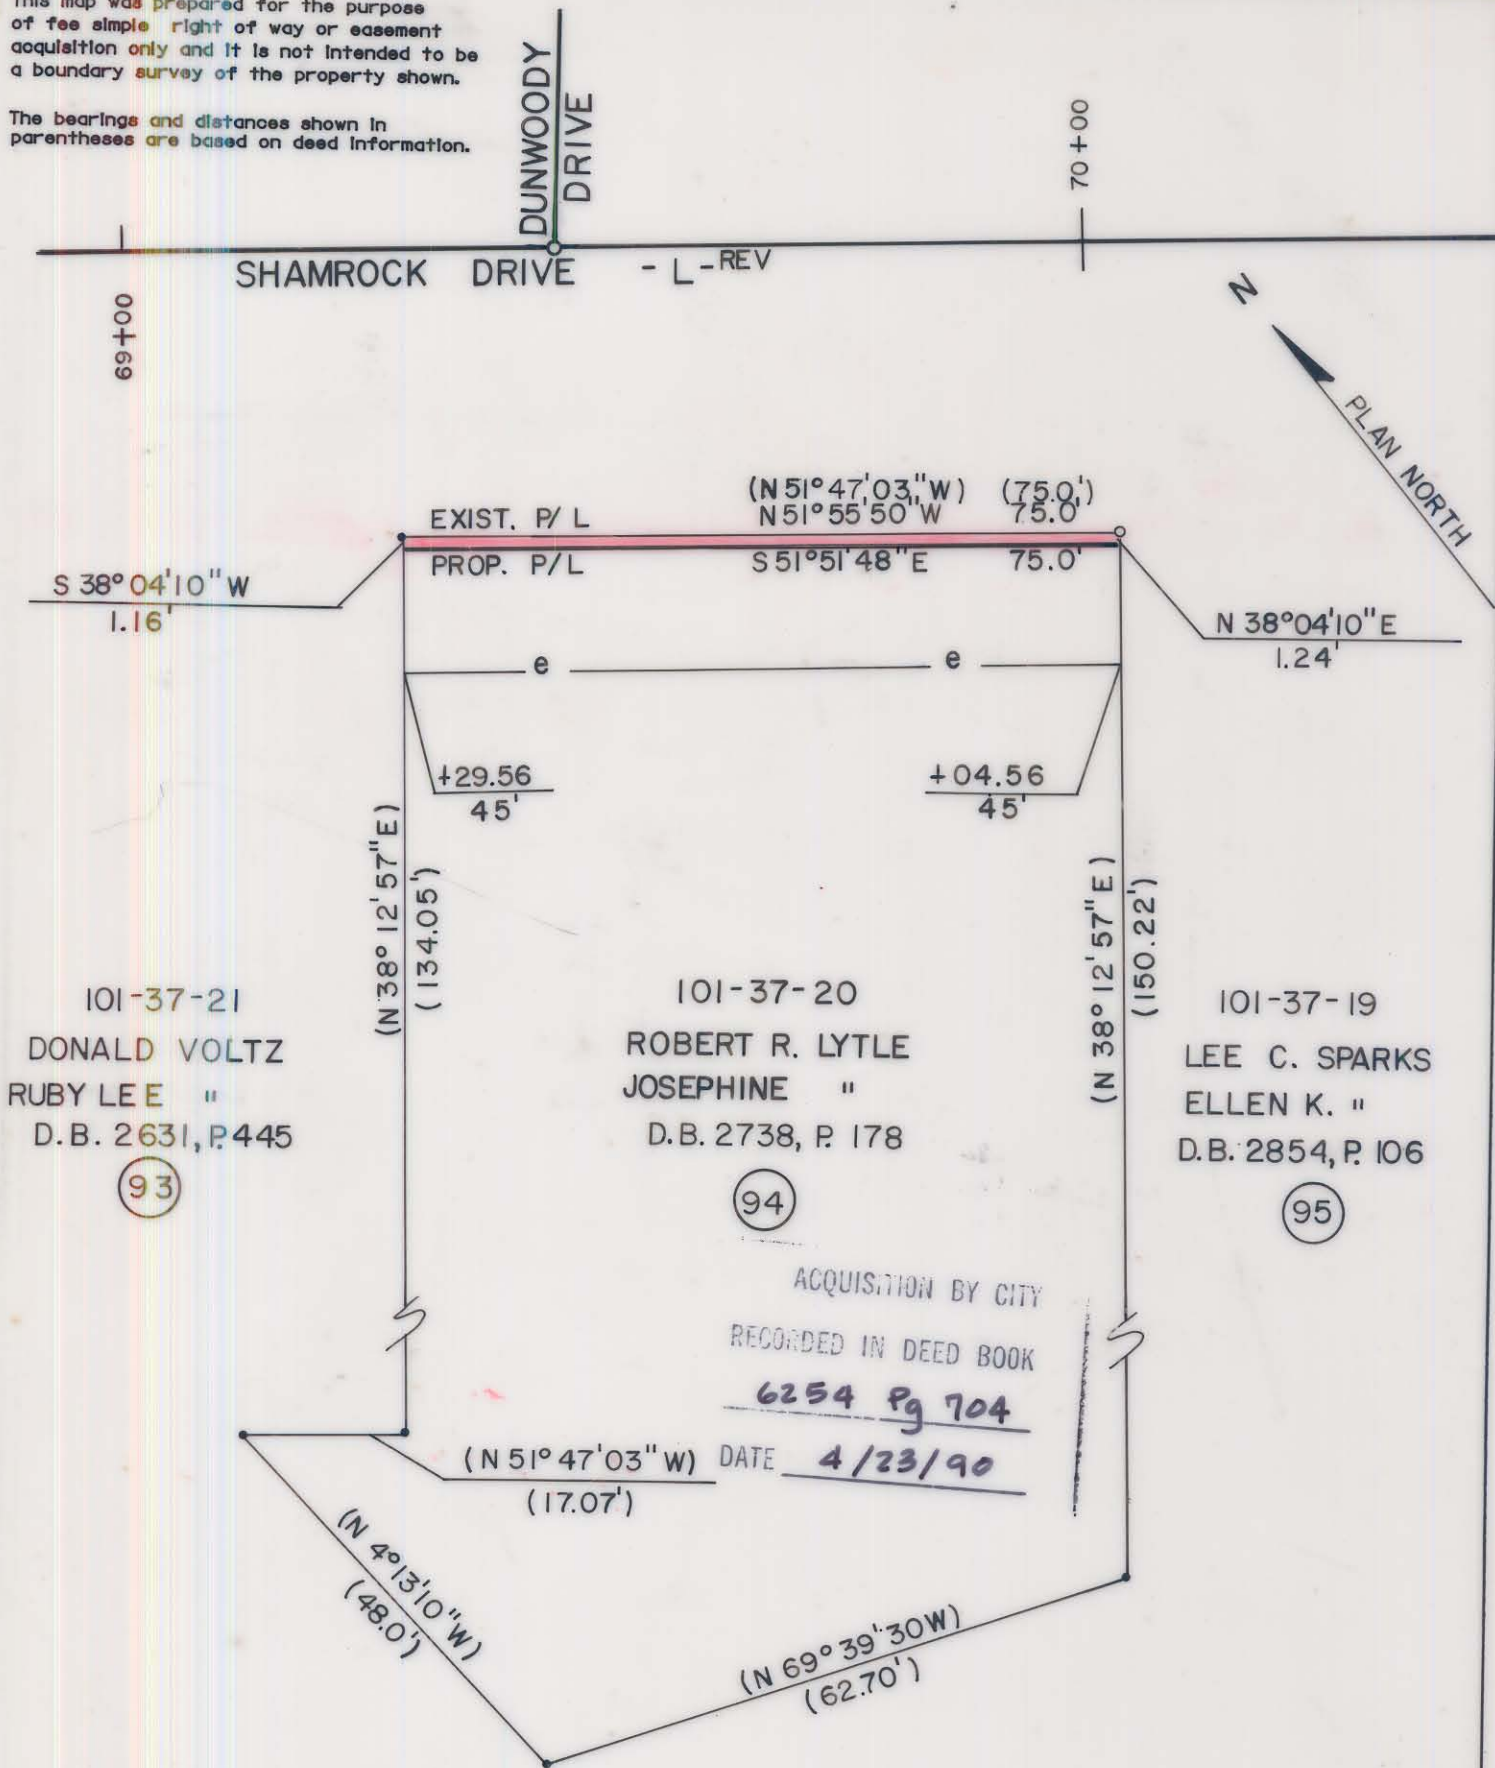 This map was prepared for the purpose
of fee simple right of way or easement
acquisition only and it is not intended to be
a boundary survey of the property shown.
The bearings and distances shown in
parentheses are based on deed information.
DUNWOODY
DRIVE
70+00
SHAMROCK DRIVE -L-REV
69+00
N
PLAN NORTH
(N 51° 47' 03" W) (75.0')
EXIST. P/L N 51° 55' 50" W 75.0'
PROP. P/L S 51° 51' 48" E 75.0'
S 38° 04' 10" W
1.16'
N 38° 04' 10" E
1.24'
e e
+29.56
45'
+04.56
45'
(N 38° 12' 57" E)
(134.05')
(N 38° 12' 57" E)
(150.22')
101-37-21
DONALD VOLTZ
RUBY LEE "
D.B. 2631, P. 445
93
101-37-20
ROBERT R. LYTLE
JOSEPHINE "
D.B. 2738, P. 178
94
101-37-19
LEE C. SPARKS
ELLEN K. "
D.B. 2854, P. 106
95
ACQUISITION BY CITY
RECORDED IN DEED BOOK
6254 Pg 704
DATE 4/23/90
(N 51° 47' 03" W)
(17.07')
(N 4° 13' 10" W)
(48.0')
(N 69° 39' 30 W)
(62.70')